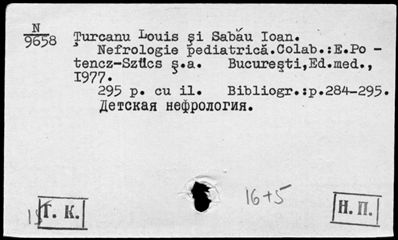 N
9658
Ţurcanu Louis şi Sabău Ioan.
Nefrologie pediatrică.Colab.:E.Po-
tencz-Szücs ş.a. Bucureşti,Ed.med.,
I977.
295 p. cu il. Bibliogr.:p.284-295.
Детская нефрология.
16+5
Т. К.
Н. П.